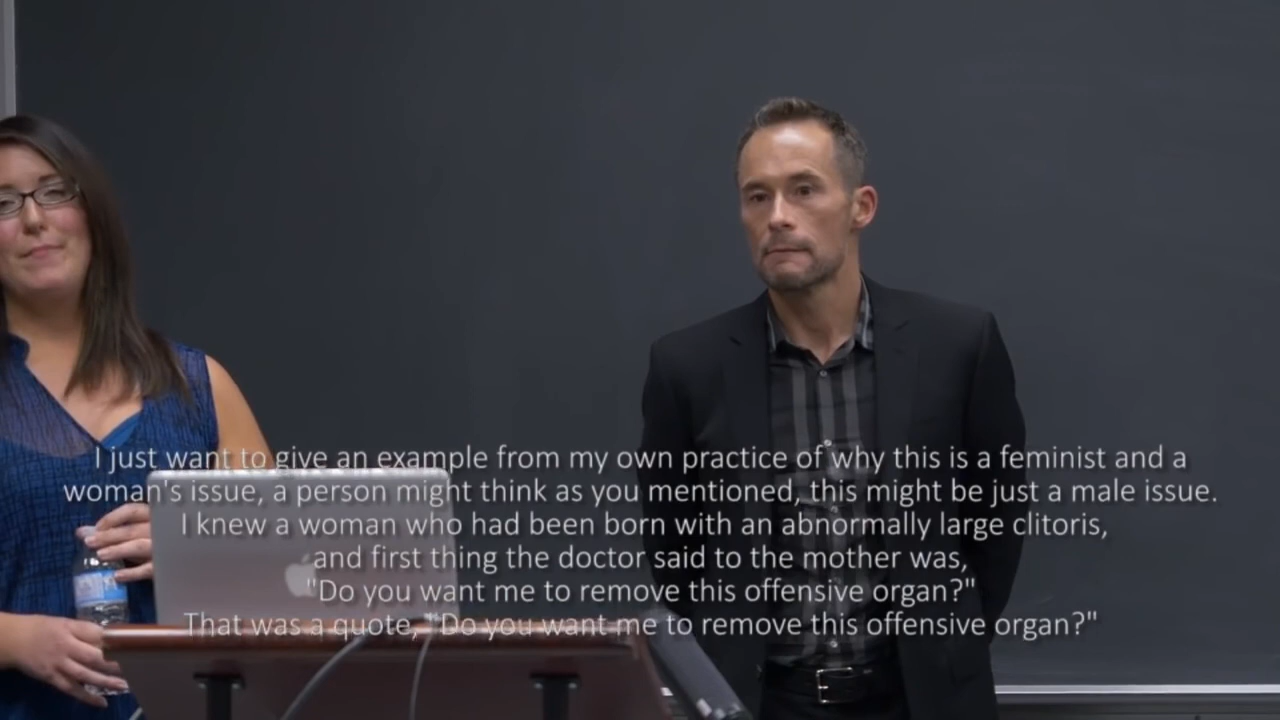 I just want to give an example from my own practice of why this is a feminist and a
woman's issue, a person might think as you mentioned, this might be just a male issue.
I knew a woman who had been born with an abnormally large clitoris,
and first thing the doctor said to the mother was,
"Do you want me to remove this offensive organ?"
That was a quote, "Do you want me to remove this offensive organ?"